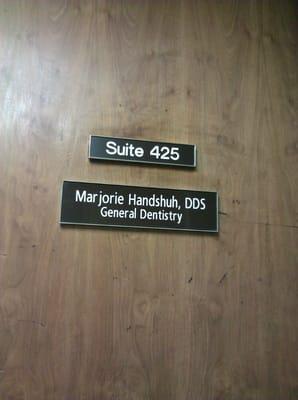 Suite 425
Marjorie Handshuh, DDS
General Dentistry